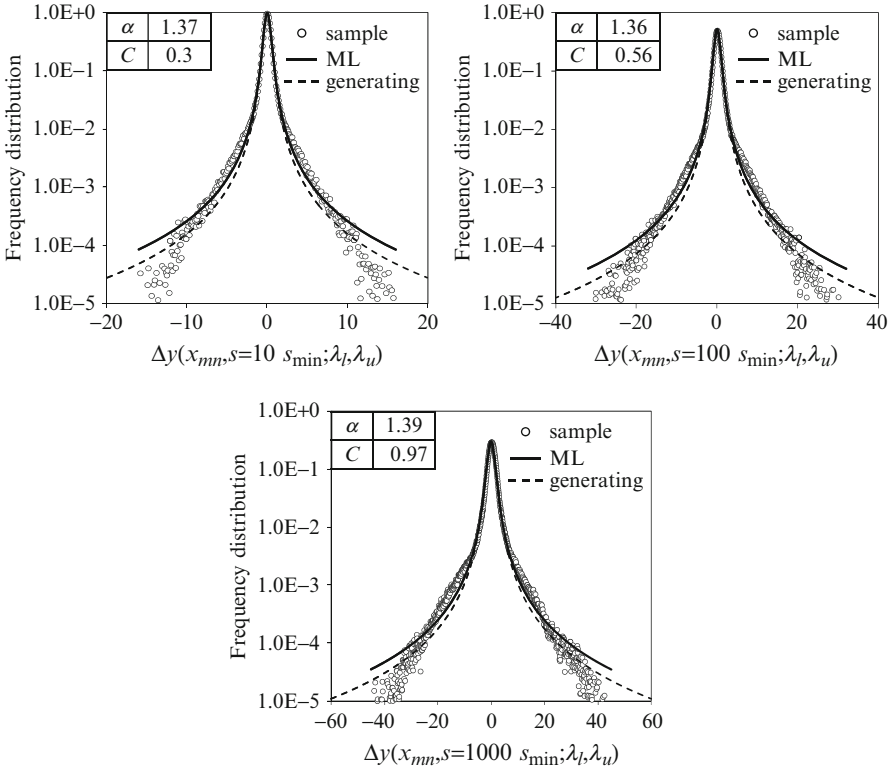 α 1.37
C 0.3
sample
ML
generating
1.0E+0
1.0E−1
1.0E−2
1.0E−3
1.0E−4
1.0E−5
Frequency distribution
−20 −10 0 10 20
Δy(xmn,s=10 smin;λl,λu)
α 1.36
C 0.56
sample
ML
generating
1.0E+0
1.0E−1
1.0E−2
1.0E−3
1.0E−4
1.0E−5
Frequency distribution
−40 −20 0 20 40
Δy(xmn,s=100 smin;λl,λu)
α 1.39
C 0.97
sample
ML
generating
1.0E+0
1.0E−1
1.0E−2
1.0E−3
1.0E−4
1.0E−5
Frequency distribution
−60 −40 −20 0 20 40 60
Δy(xmn,s=1000 smin;λl,λu)